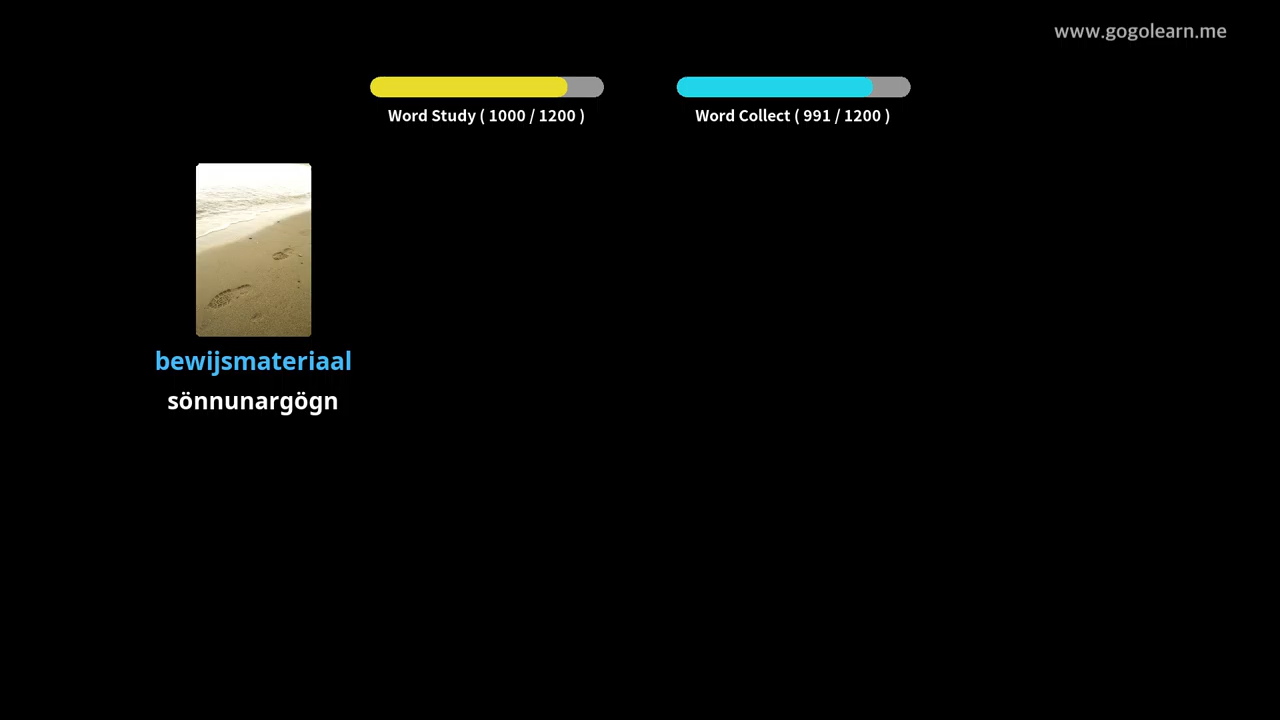 www.gogolearn.me
Word Study ( 1000 / 1200 )
Word Collect ( 991 / 1200 )
bewijsmateriaal
sönnunargögn